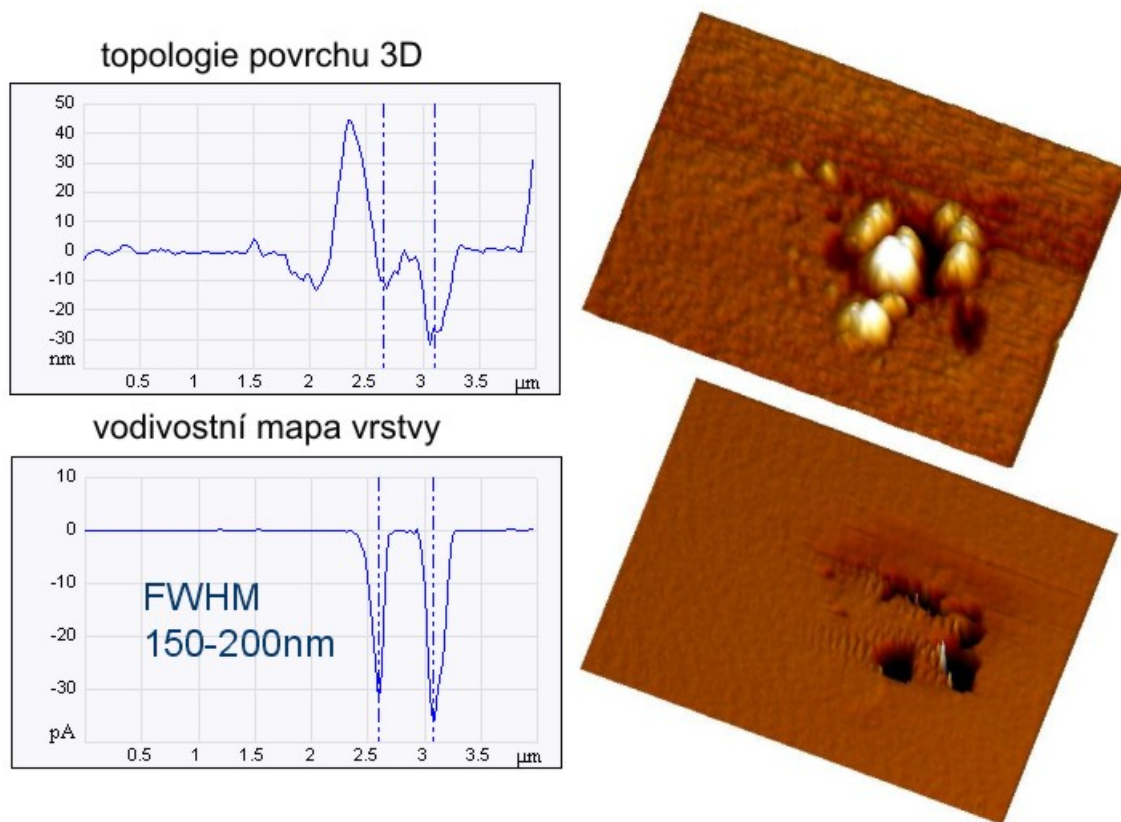 topologie povrchu 3D
50
40
30
20
10
0
-10
-20
-30
nm
0.5 1 1.5 2 2.5 3 3.5 µm
vodivostní mapa vrstvy
10
0
-10
-20
-30
pA
FWHM
150-200nm
0.5 1 1.5 2 2.5 3 3.5 µm